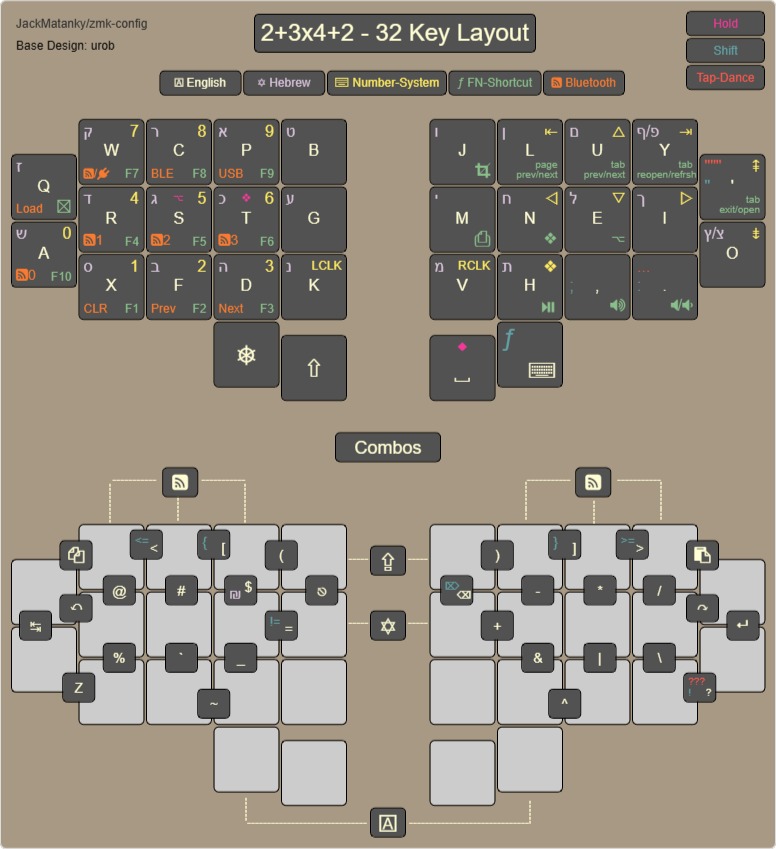 JackMatanky/zmk-config
Base Design: urob
2+3x4+2 - 32 Key Layout
Hold
Shift
Tap-Dance
A English
✡ Hebrew
Number-System
ƒ FN-Shortcut
Bluetooth
ק 7
W
/ F7
ר 8
C
BLE F8
א 9
P
USB F9
ט
B
ו
J
ן
L
page
prev/next
ם
U
tab
prev/next
ף/פ
Y
tab
reopen/refrsh
ז
Q
Load
"""
" '
tab
exit/open
ד 4
R
1 F4
ג ⌥ 5
S
2 F5
כ ❖ 6
T
3 F6
ע
G
י
M
ח
N
❖
ל
E
⌥
ך
I
ש 0
A
0 F10
ץ/צ
O
ס 1
X
CLR F1
ב 2
F
Prev F2
ה 3
D
Next F3
נ LCLK
K
מ RCLK
V
ת ❖
H
; ,
...
: .
⇧
ƒ
Combos
<= <
{ [
(
)
} ]
>= >
@
#
₪ $
-
*
/
!= =
+
%
`
_
&
|
\
Z
~
^
???
! ?
A